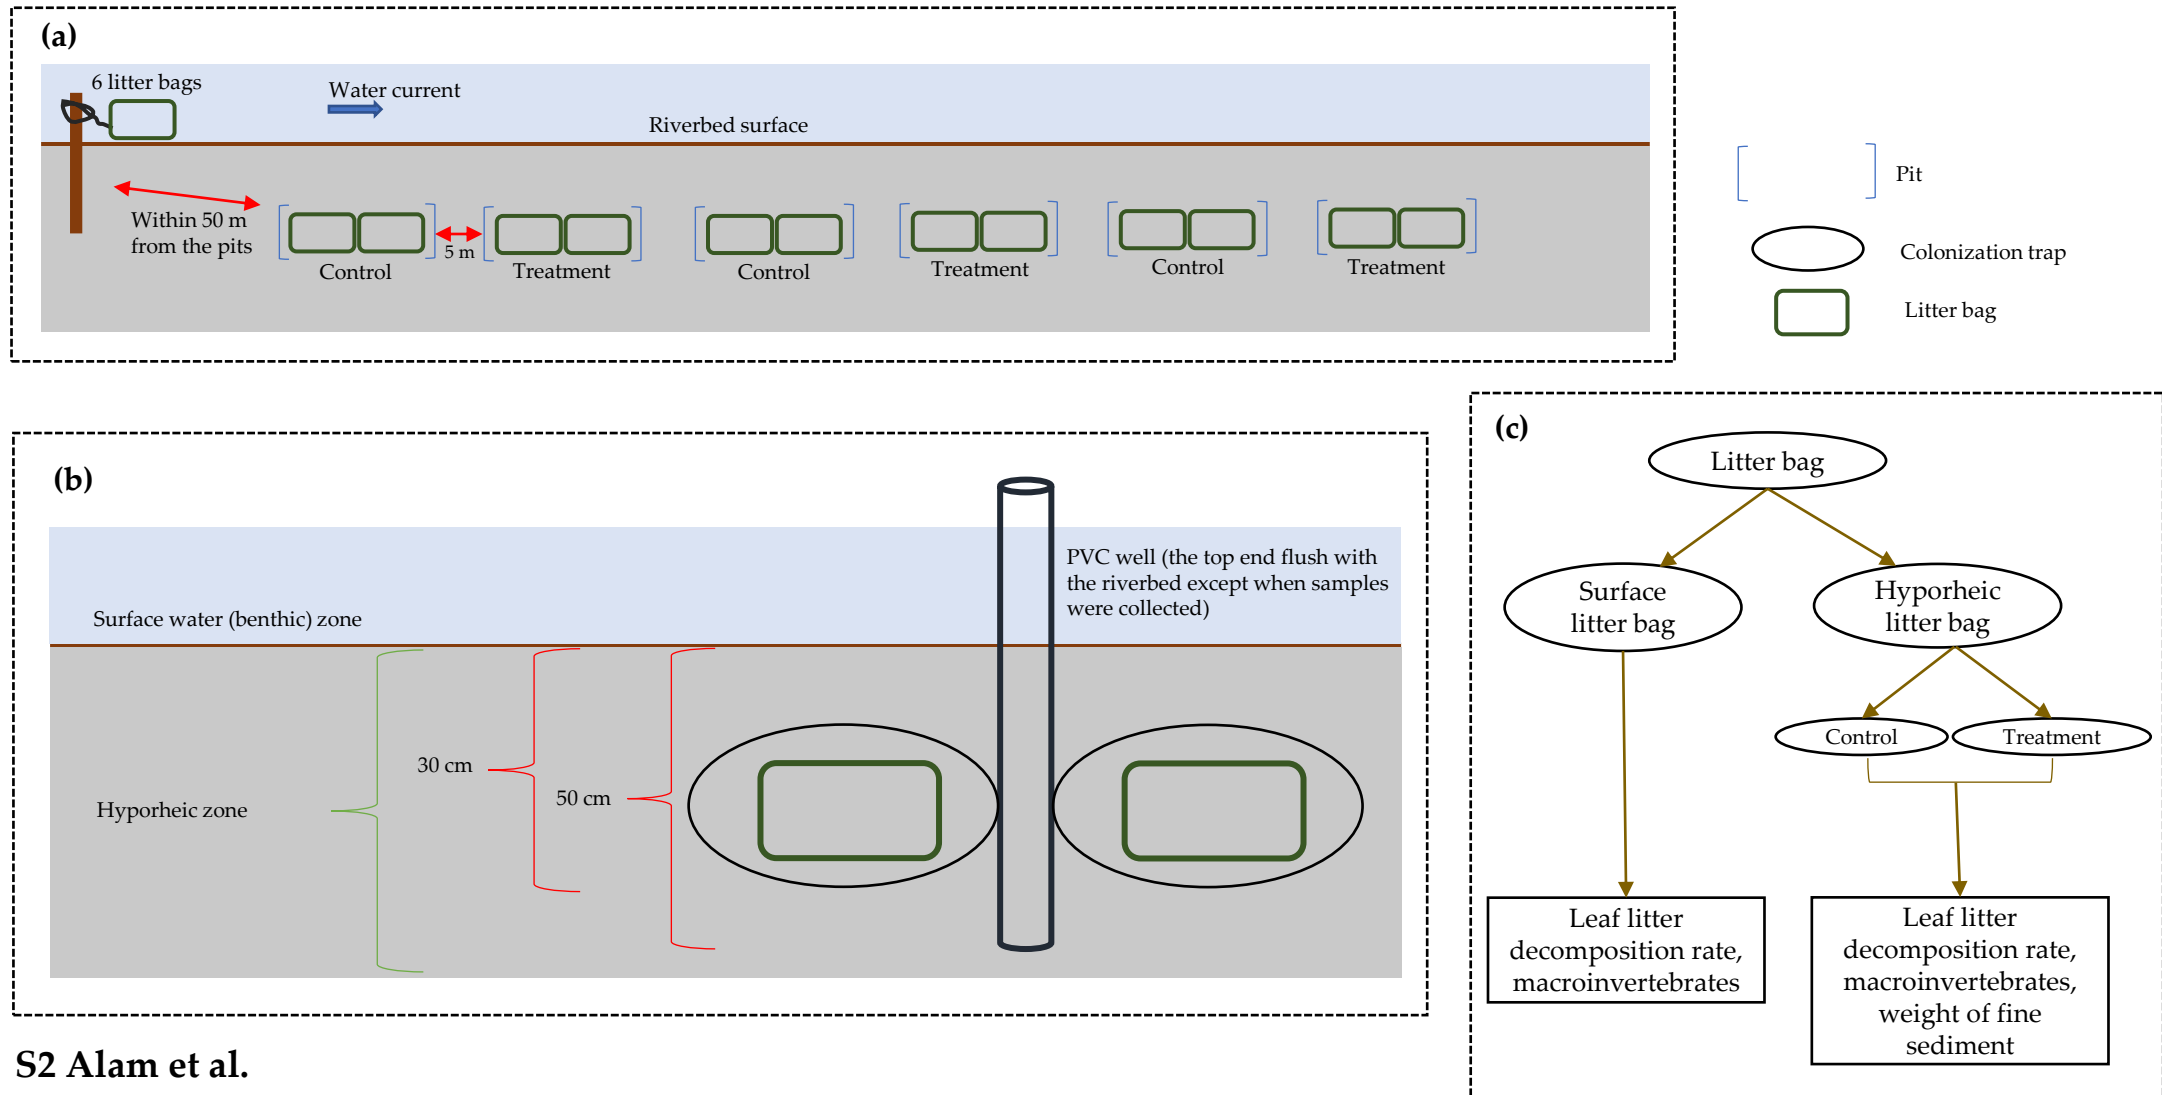 (a)
6 litter bags
Water current
Riverbed surface
Within 50 m
from the pits
5 m
Control
Treatment
Control
Treatment
Control
Treatment
Pit
Colonization trap
Litter bag
(b)
PVC well (the top end flush with
the riverbed except when samples
were collected)
Surface water (benthic) zone
30 cm
50 cm
Hyporheic zone
(c)
Litter bag
Surface
litter bag
Hyporheic
litter bag
Control
Treatment
Leaf litter
decomposition rate,
macroinvertebrates
Leaf litter
decomposition rate,
macroinvertebrates,
weight of fine
sediment
S2 Alam et al.